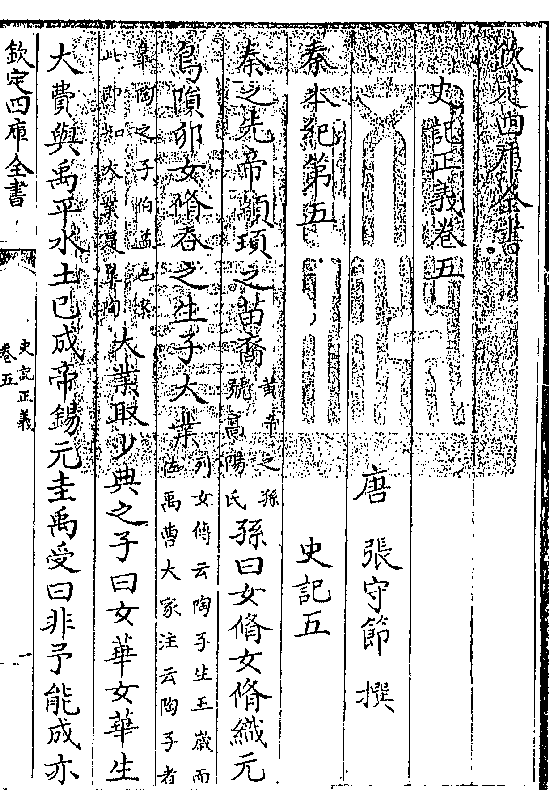 欽定四庫全書
史記正義卷五
唐 張守節 撰
秦本紀第五
史記五
秦之先帝顓頊之苗裔
黃帝之孫
號高陽氏
孫曰女脩女脩織元
鳥隕卵女脩吞之生子大業
列女傳云陶子生五歲而
佐禹曹大家注云陶子者
皋陶之子伯益也按
此即知大業是皋陶
大業取少典之子曰女華女華生
大費與禹平水土已成帝錫元圭禹受曰非予能成亦
欽定四庫全書
史記正義
卷五
一